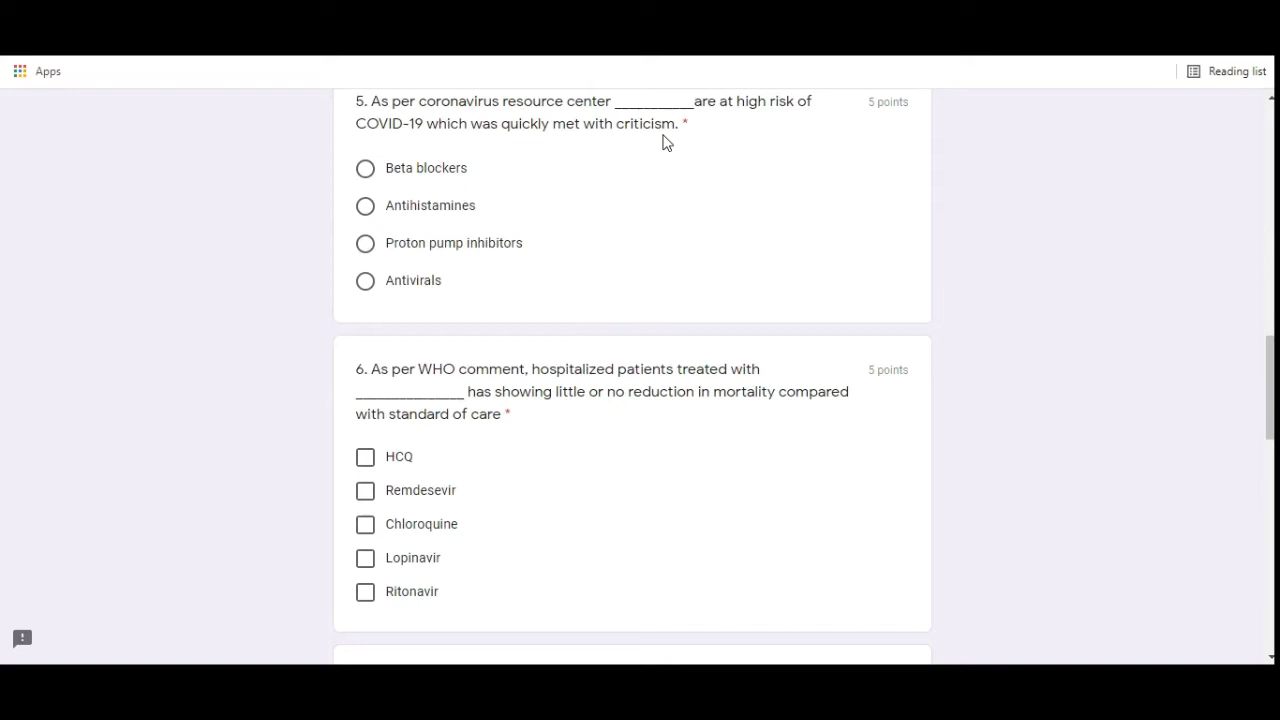 Apps
Reading list
5. As per coronavirus resource center ___________are at high risk of
5 points
COVID-19 which was quickly met with criticism. *
Beta blockers
Antihistamines
Proton pump inhibitors
Antivirals
6. As per WHO comment, hospitalized patients treated with
5 points
_______________ has showing little or no reduction in mortality compared
with standard of care *
HCQ
Remdesevir
Chloroquine
Lopinavir
Ritonavir